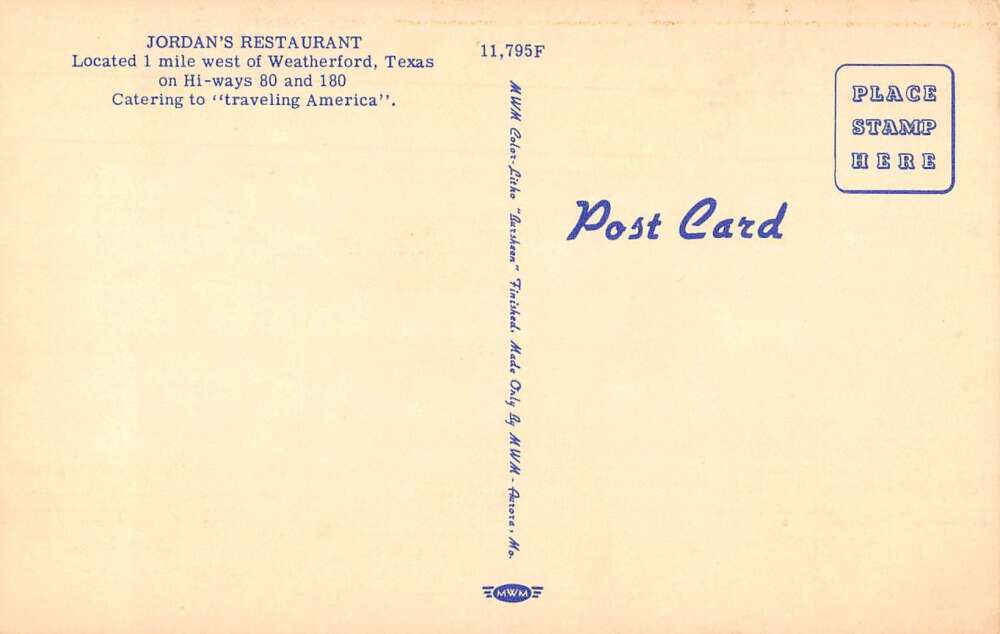 JORDAN'S RESTAURANT
Located 1 mile west of Weatherford, Texas
on Hi-ways 80 and 180
Catering to "traveling America".
11,795F
MWM Color-Litho "Aursheen" Finished. Made Only By MWM - Aurora, Mo.
MWM
Post Card
PLACE
STAMP
HERE